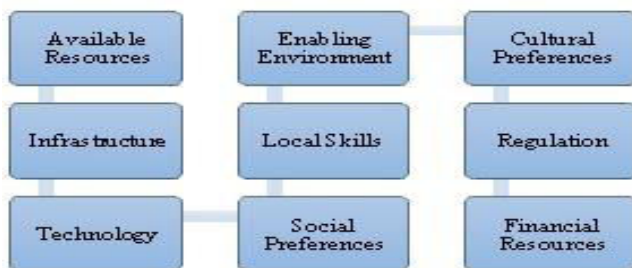 Available
Resources
Infrastructure
Technology
Social
Preferences
Local Skills
Enabling
Environment
Cultural
Preferences
Regulation
Financial
Resources